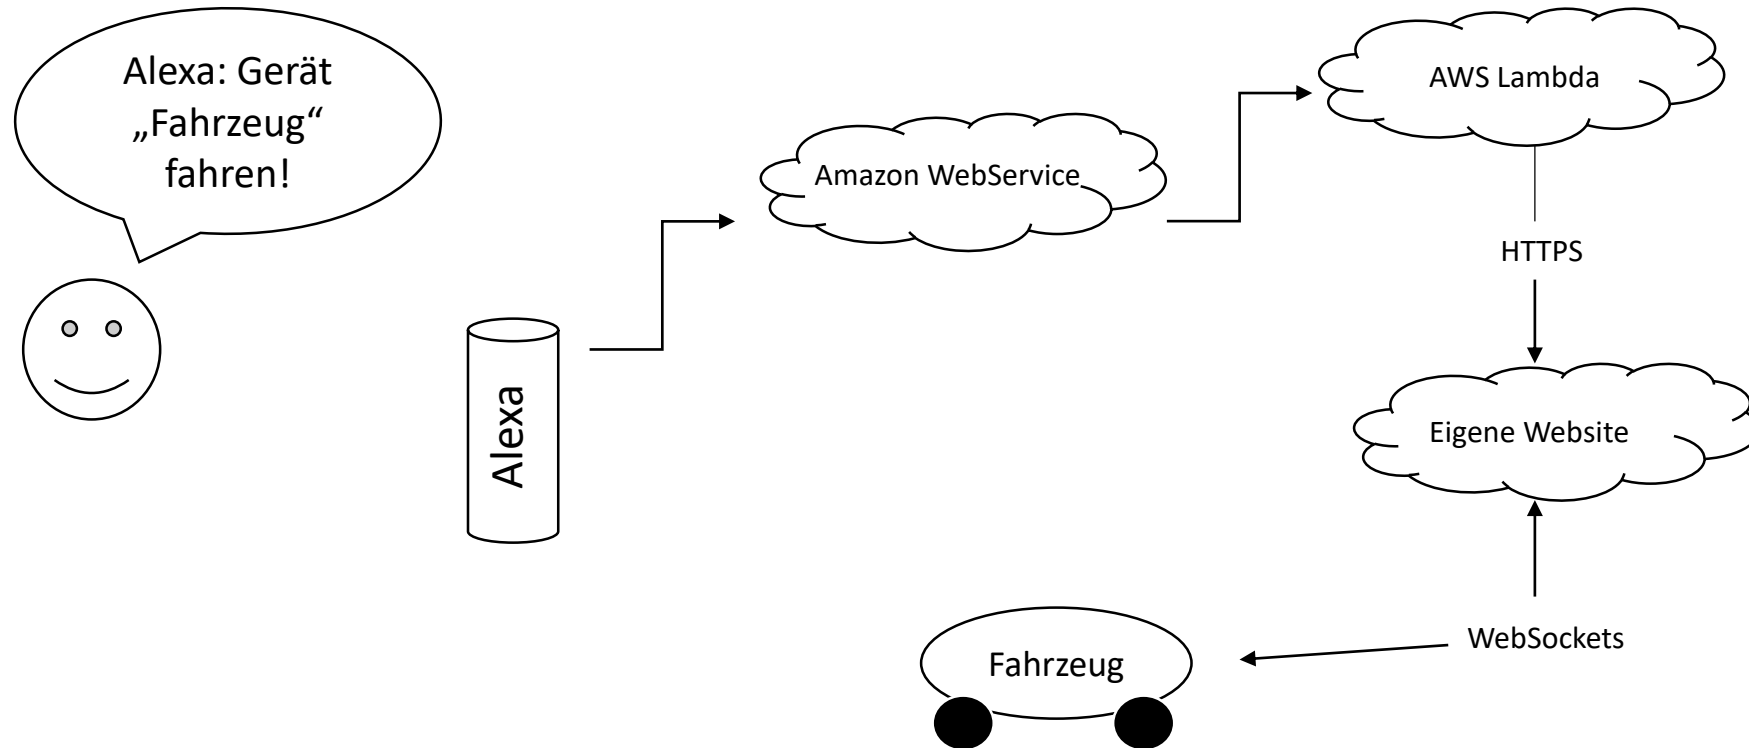 Alexa: Gerät
„Fahrzeug“
fahren!
Alexa
Amazon WebService
AWS Lambda
HTTPS
Eigene Website
WebSockets
Fahrzeug